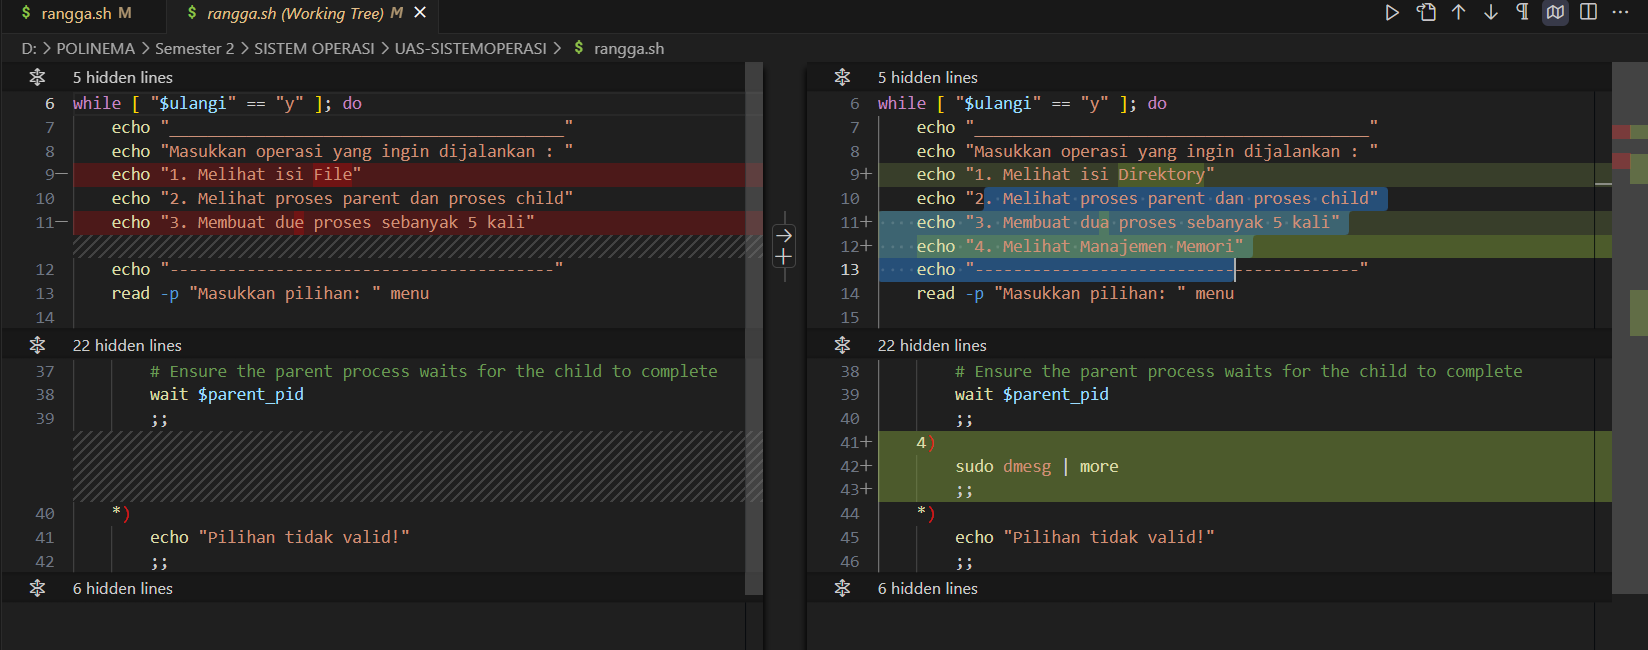 $ rangga.sh M
$ rangga.sh (Working Tree) M
D: > POLINEMA > Semester 2 > SISTEM OPERASI > UAS-SISTEMOPERASI > $ rangga.sh
5 hidden lines
6 while [ "$ulangi" == "y" ]; do
7 echo "_________________________________________"
8 echo "Masukkan operasi yang ingin dijalankan : "
9— echo "1. Melihat isi File"
10 echo "2. Melihat proses parent dan proses child"
11— echo "3. Membuat due proses sebanyak 5 kali"
12 echo "----------------------------------------"
13 read -p "Masukkan pilihan: " menu
14
22 hidden lines
37 # Ensure the parent process waits for the child to complete
38 wait $parent_pid
39 ;;
40 *)
41 echo "Pilihan tidak valid!"
42 ;;
6 hidden lines
5 hidden lines
6 while [ "$ulangi" == "y" ]; do
7 echo "_________________________________________"
8 echo "Masukkan operasi yang ingin dijalankan : "
9+ echo "1. Melihat isi Direktory"
10 echo "2. Melihat proses parent dan proses child"
11+ echo "3. Membuat dua proses sebanyak 5 kali"
12+ echo "4. Melihat Manajemen Memori"
13 echo "----------------------------------------"
14 read -p "Masukkan pilihan: " menu
15
22 hidden lines
38 # Ensure the parent process waits for the child to complete
39 wait $parent_pid
40 ;;
41+ 4)
42+ sudo dmesg | more
43+ ;;
44 *)
45 echo "Pilihan tidak valid!"
46 ;;
6 hidden lines